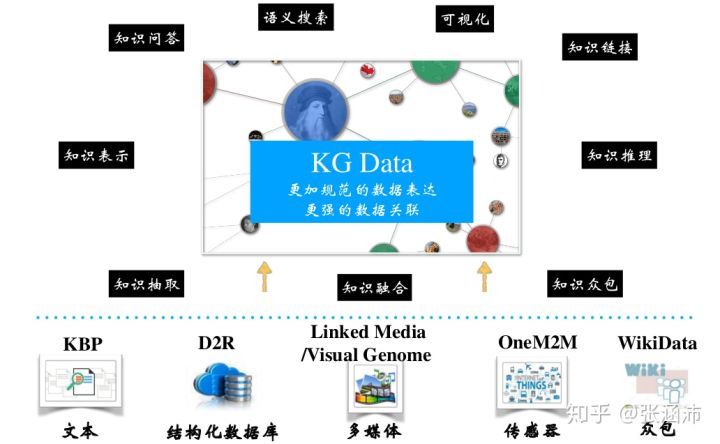 语义搜索
可视化
知识问答
知识链接
知识表示
KG Data
更加规范的数据表达
更强的数据关联
知识推理
知识抽取
知识融合
知识众包
KBP
D2R
Linked Media
/Visual Genome
OneM2M
WikiData
INTERNET
THINGS
Wiki
文本
结构化数据库
多媒体
传感器
众包
知乎 @张涵沛